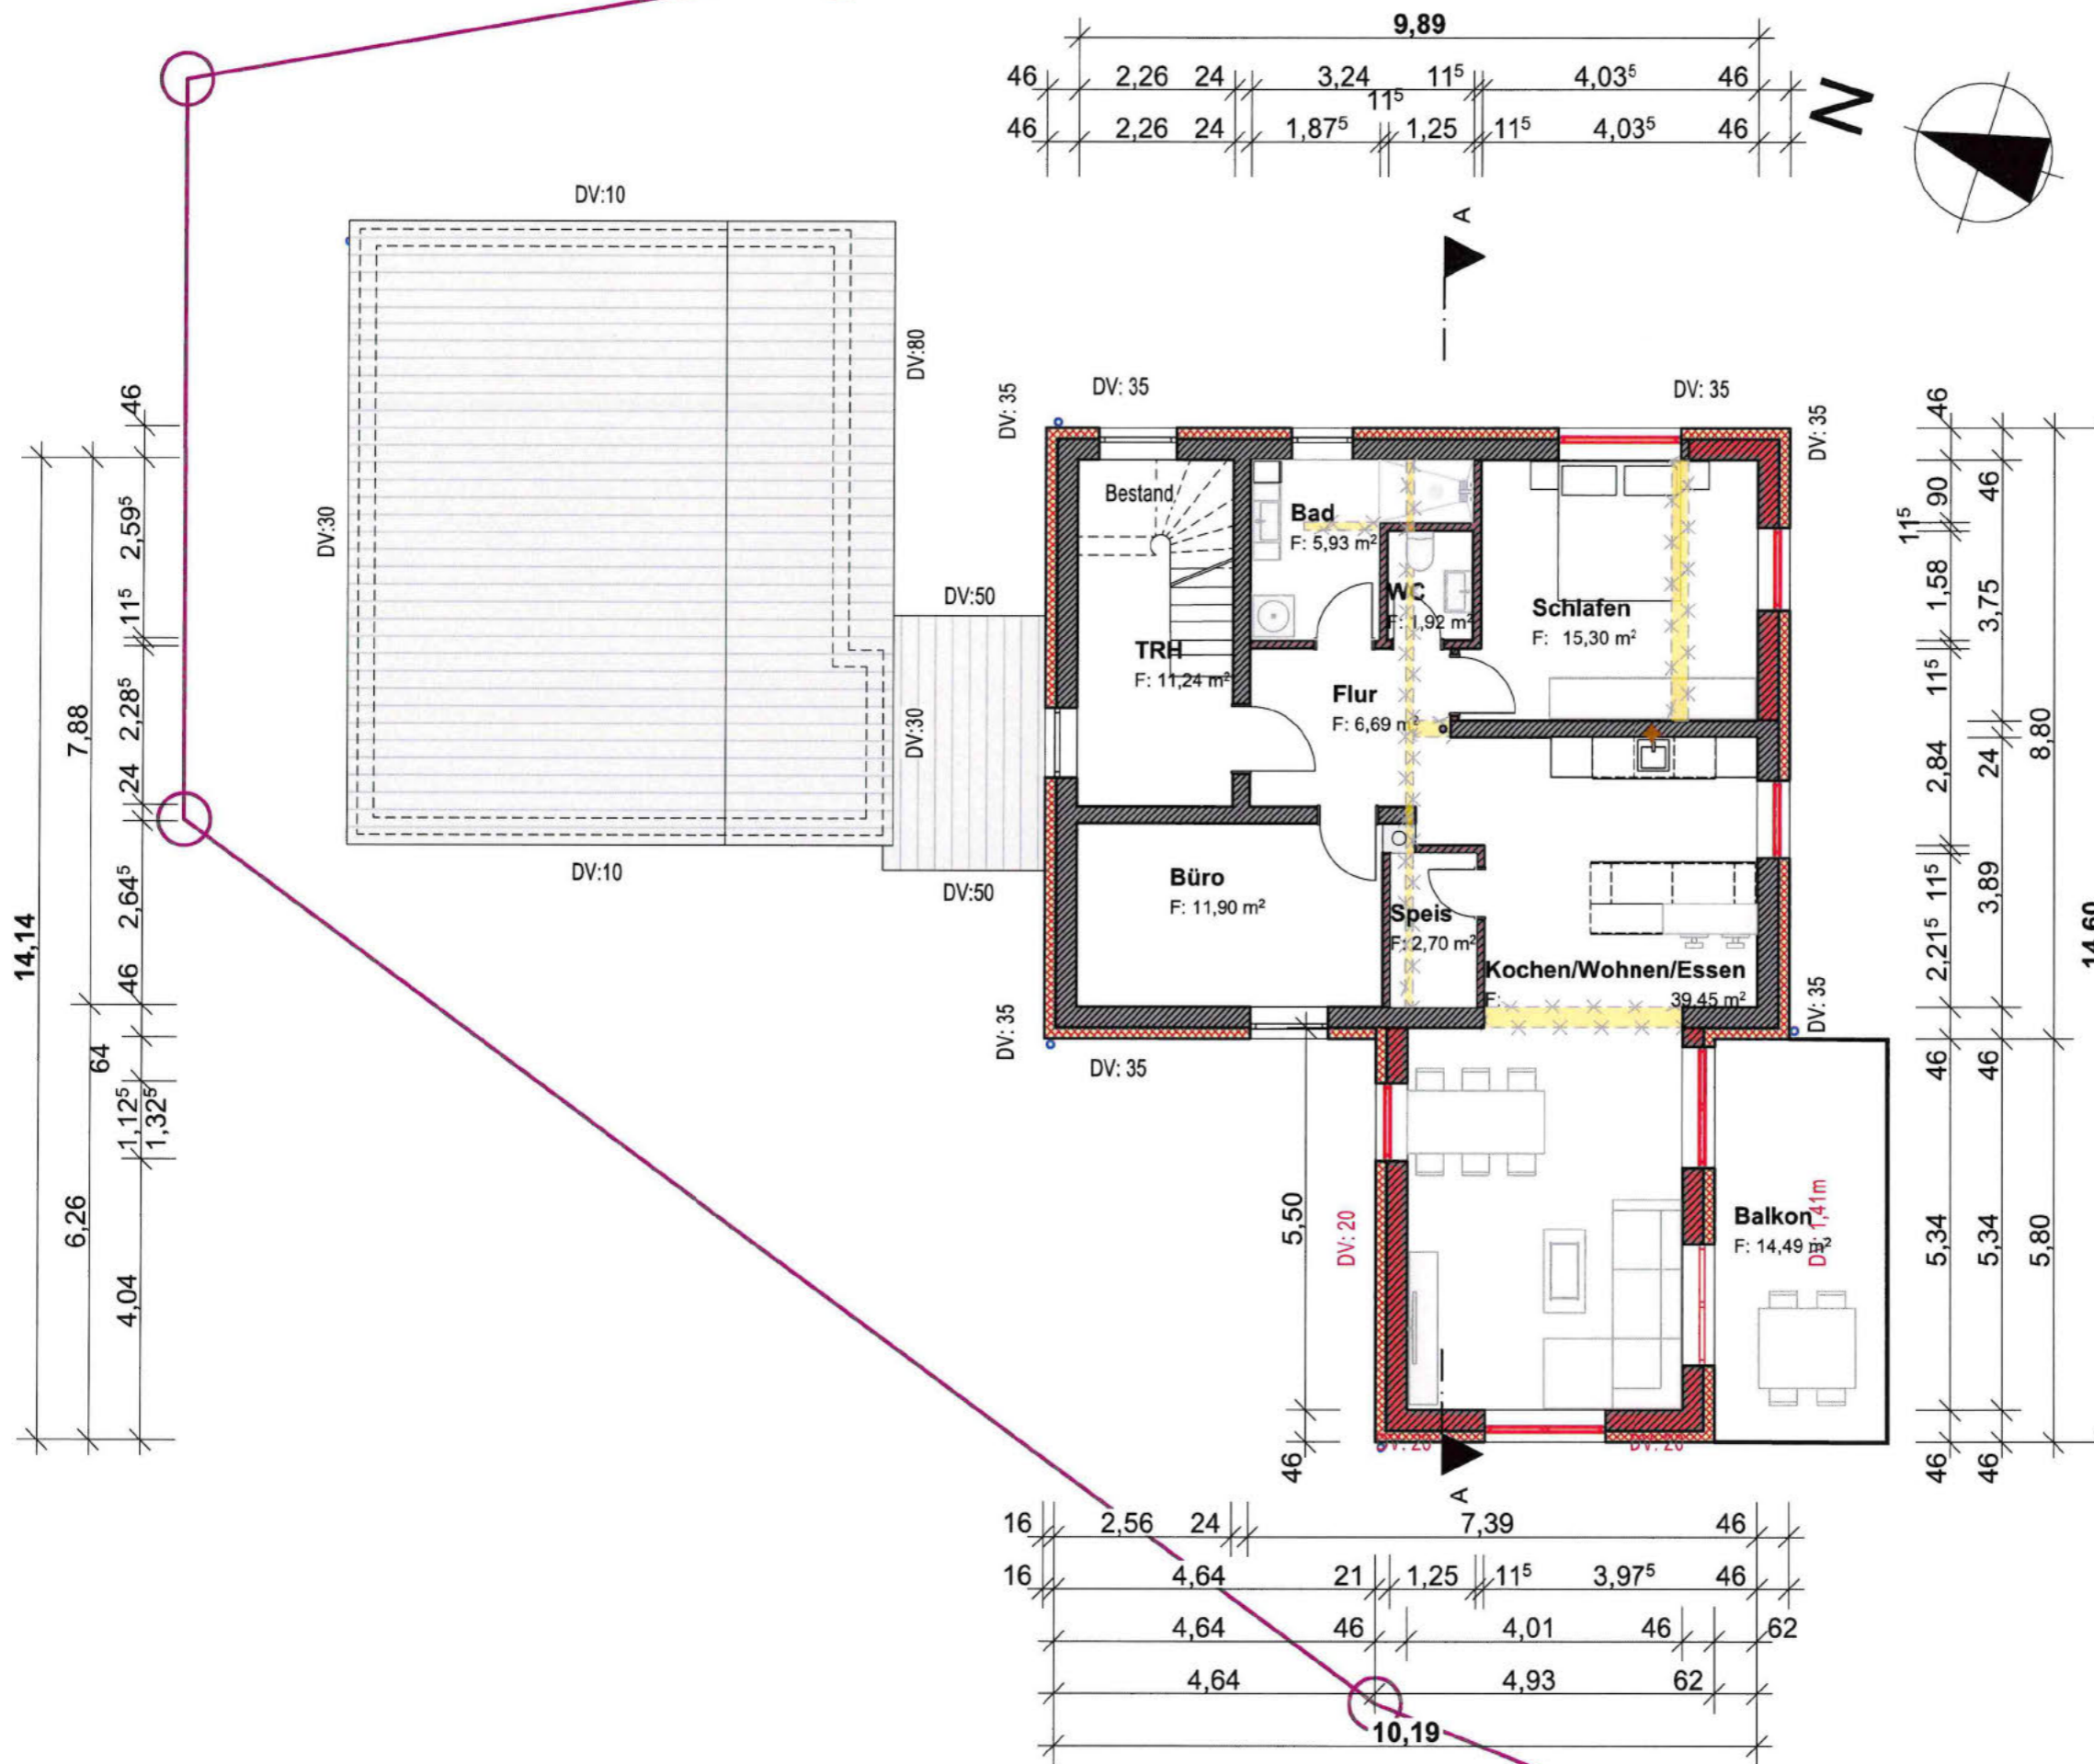 9,89
46 2,26 24 3,24 11⁵ 4,03⁵ 46
11⁵
46 2,26 24 1,87⁵ 1,25 11⁵ 4,03⁵ 46
N
A
DV:10
DV:80
DV:30
DV:30
DV:10
DV:50
DV:50
DV: 35
DV: 35
DV: 35
DV: 35
Bestand
Bad
F: 5,93 m²
WC
F: 1,92 m²
Schlafen
F: 15,30 m²
TRH
F: 11,24 m²
Flur
F: 6,69 m²
Büro
F: 11,90 m²
Speis
F: 2,70 m²
Kochen/Wohnen/Essen
F: 39,45 m²
DV: 35
DV: 35
DV: 35
DV: 20
Balkon
F: 14,49 m²
DV: 1,41m
DV: 20
DV: 20
A
46
2,59⁵
11⁵
2,28⁵
24
2,64⁵
46
64
1,12⁵
1,32⁵
4,04
7,88
6,26
14,14
46
90
11⁵
1,58
11⁵
2,84
11⁵
2,21⁵
46
5,34
46
46
3,75
24
3,89
46
5,34
46
8,80
5,80
14,60
5,50
46
16 2,56 24 7,39 46
16 4,64 21 1,25 11⁵ 3,97⁵ 46
4,64 46 4,01 46 62
4,64 4,93 62
10,19